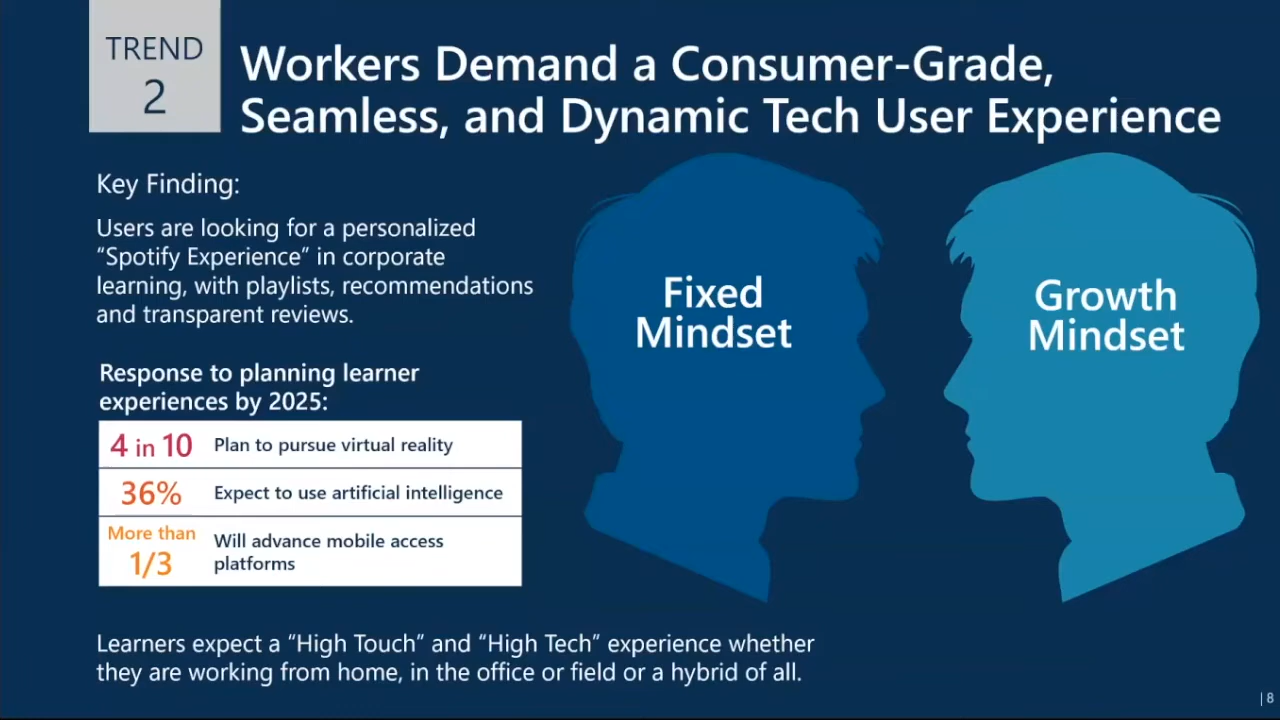 TREND
2
Workers Demand a Consumer-Grade,
Seamless, and Dynamic Tech User Experience
Key Finding:
Users are looking for a personalized
“Spotify Experience” in corporate
learning, with playlists, recommendations
and transparent reviews.
Response to planning learner
experiences by 2025:
4 in 10 Plan to pursue virtual reality
36% Expect to use artificial intelligence
More than
1/3
Will advance mobile access
platforms
Fixed
Mindset
Growth
Mindset
Learners expect a “High Touch” and “High Tech” experience whether
they are working from home, in the office or field or a hybrid of all.
| 8